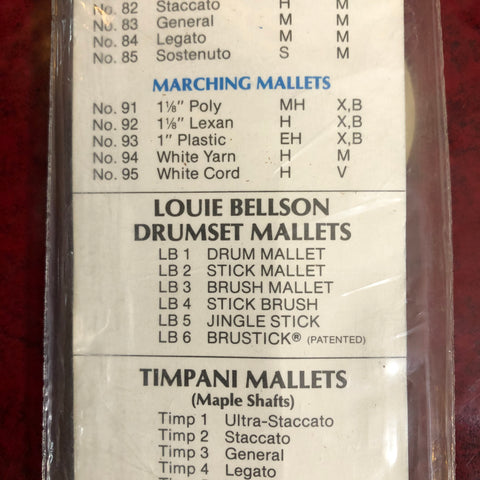 No. 82 Staccato H M
No. 83 General M M
No. 84 Legato M M
No. 85 Sostenuto S M
MARCHING MALLETS
No. 91 1⅛" Poly MH X,B
No. 92 1⅛" Lexan H X,B
No. 93 1" Plastic EH X,B
No. 94 White Yarn H M
No. 95 White Cord H V
LOUIE BELLSON
DRUMSET MALLETS
LB 1 DRUM MALLET
LB 2 STICK MALLET
LB 3 BRUSH MALLET
LB 4 STICK BRUSH
LB 5 JINGLE STICK
LB 6 BRUSTICK® (PATENTED)
TIMPANI MALLETS
(Maple Shafts)
Timp 1 Ultra-Staccato
Timp 2 Staccato
Timp 3 General
Timp 4 Legato